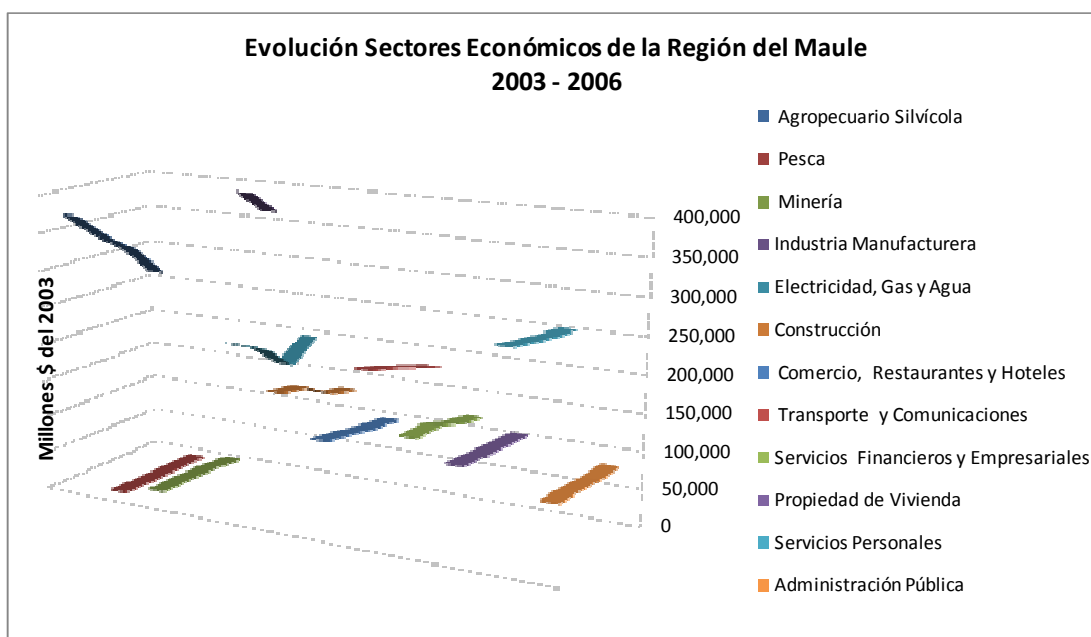 Evolución Sectores Económicos de la Región del Maule
2003 - 2006
Millones $ del 2003
400,000
350,000
300,000
250,000
200,000
150,000
100,000
50,000
0
Agropecuario Silvícola
Pesca
Minería
Industria Manufacturera
Electricidad, Gas y Agua
Construcción
Comercio, Restaurantes y Hoteles
Transporte y Comunicaciones
Servicios Financieros y Empresariales
Propiedad de Vivienda
Servicios Personales
Administración Pública